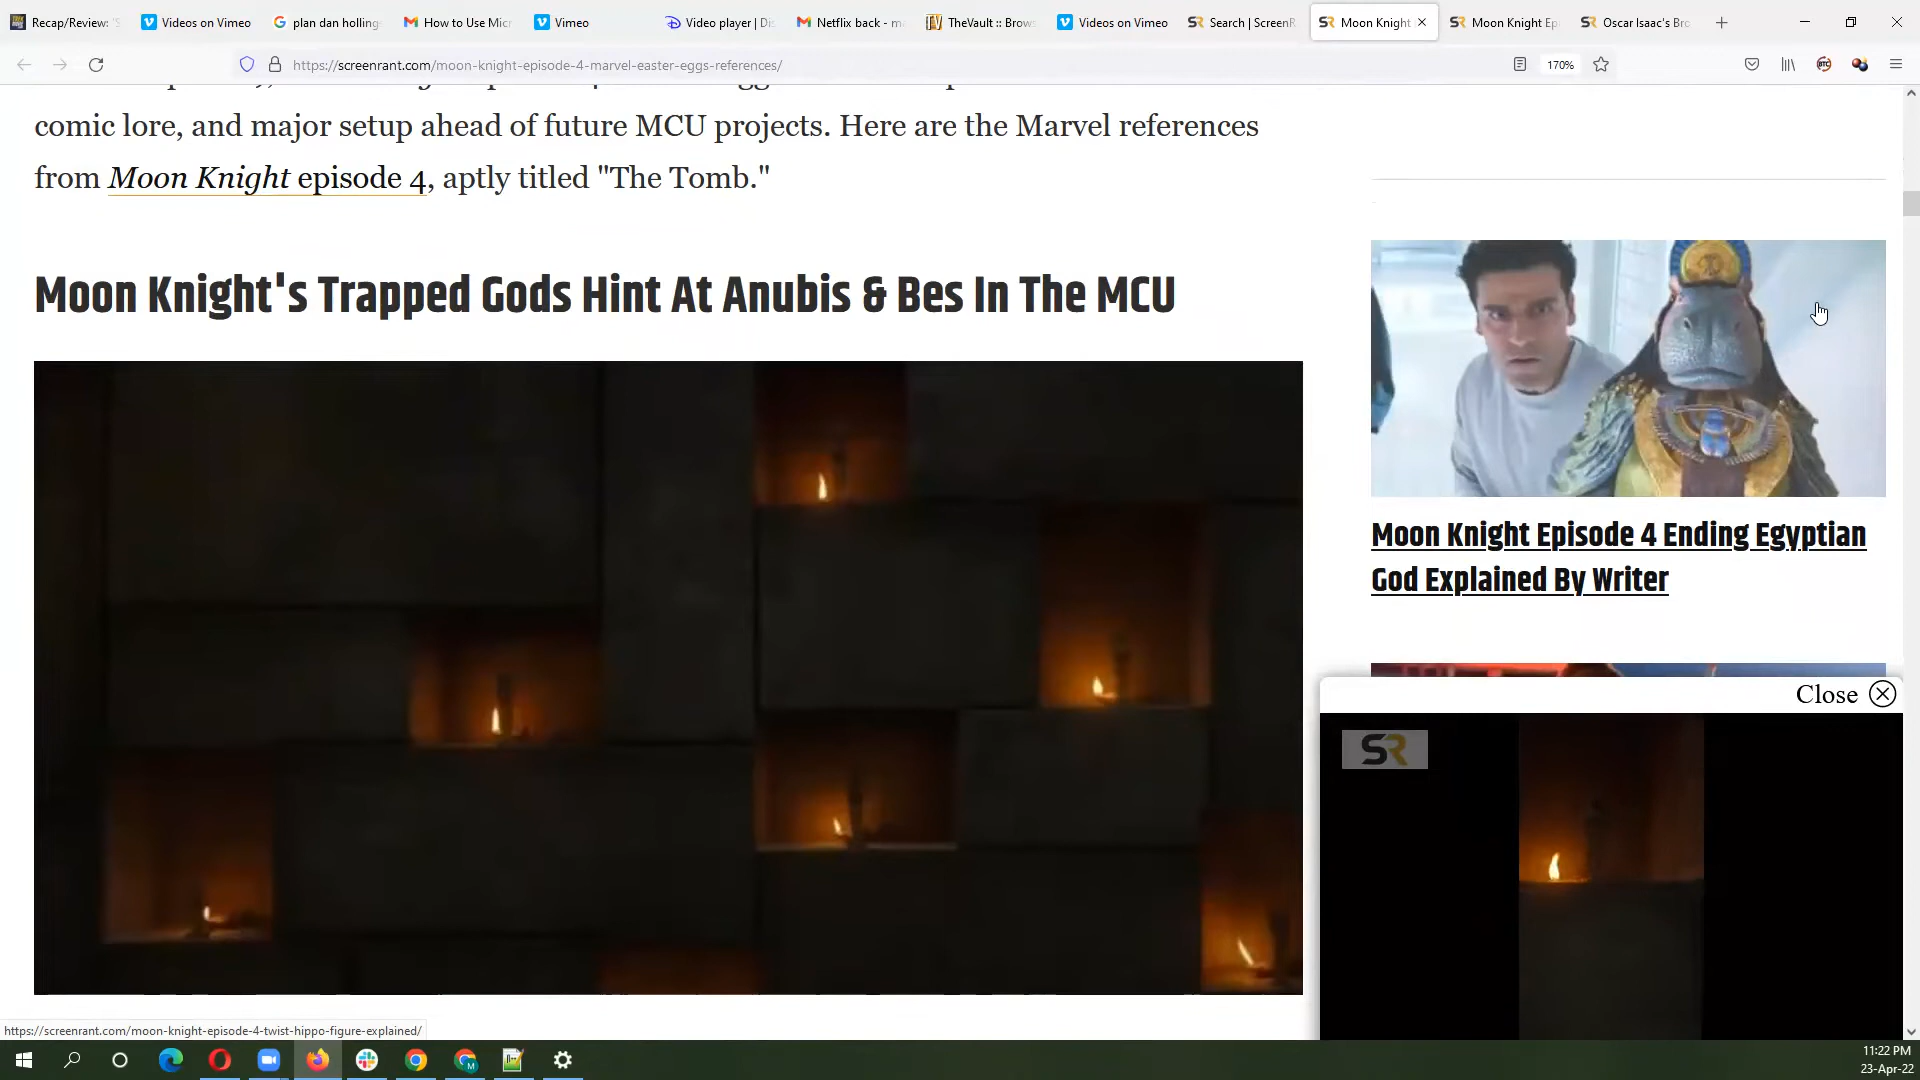 Recap/Review: 'S
Videos on Vimeo
plan dan hollings
How to Use Micr
Vimeo
Video player | Dis
Netflix back - ma
TheVault :: Brows
Videos on Vimeo
Search | ScreenR
Moon Knight
Moon Knight Epi
Oscar Isaac's Bro
https://screenrant.com/moon-knight-episode-4-marvel-easter-eggs-references/
170%
comic lore, and major setup ahead of future MCU projects. Here are the Marvel references
from Moon Knight episode 4, aptly titled "The Tomb."
Moon Knight's Trapped Gods Hint At Anubis & Bes In The MCU
Moon Knight Episode 4 Ending Egyptian
God Explained By Writer
Close
SR
https://screenrant.com/moon-knight-episode-4-twist-hippo-figure-explained/
11:22 PM
23-Apr-22